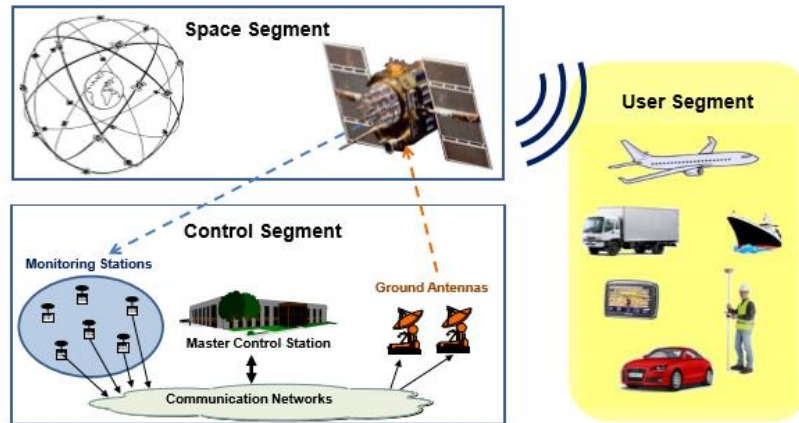 Space Segment
User Segment
Control Segment
Monitoring Stations
Ground Antennas
Master Control Station
Communication Networks